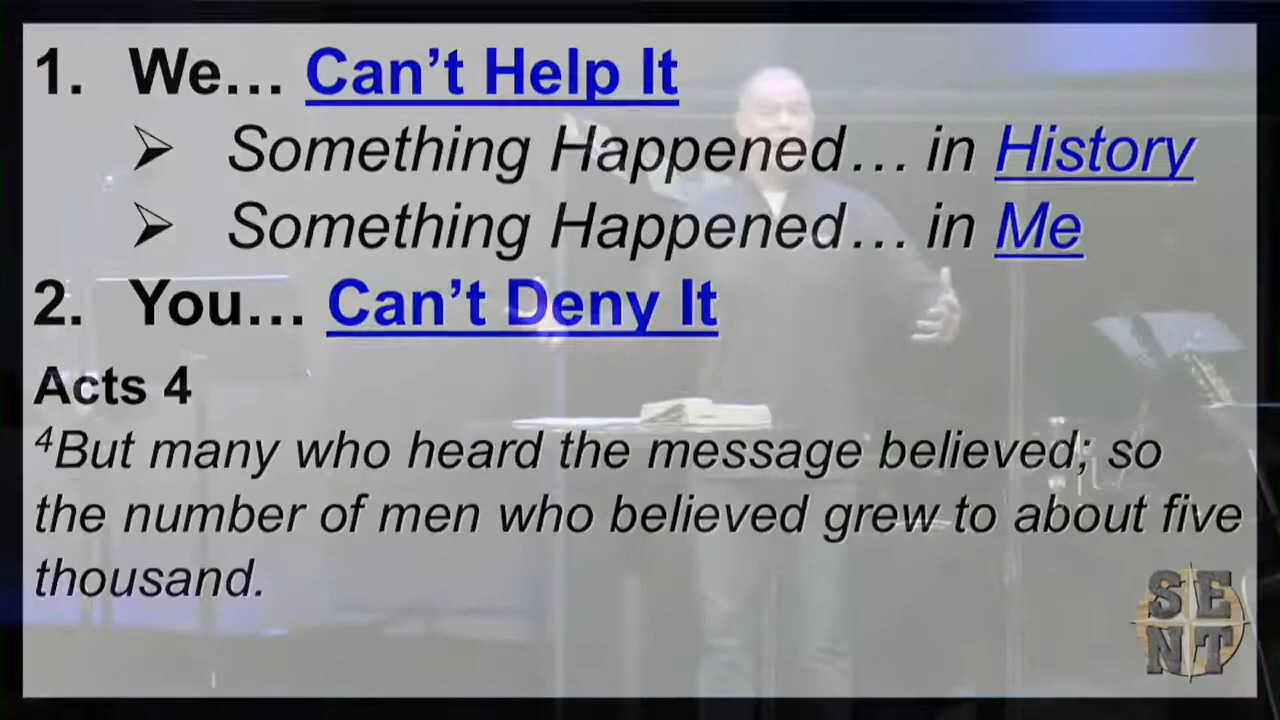 1. We… Can't Help It
➢ Something Happened… in History
➢ Something Happened… in Me
2. You… Can't Deny It
Acts 4
⁴But many who heard the message believed; so
the number of men who believed grew to about five
thousand.
SE
NT